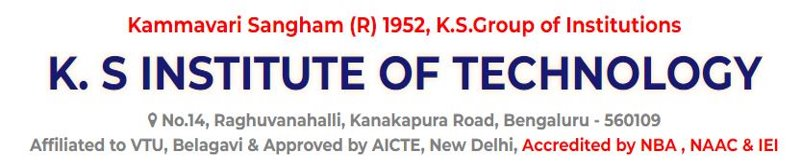 Kammavari Sangham (R) 1952, K.S.Group of Institutions
K. S INSTITUTE OF TECHNOLOGY
No.14, Raghuvanahalli, Kanakapura Road, Bengaluru - 560109
Affiliated to VTU, Belagavi & Approved by AICTE, New Delhi, Accredited by NBA , NAAC & IEI